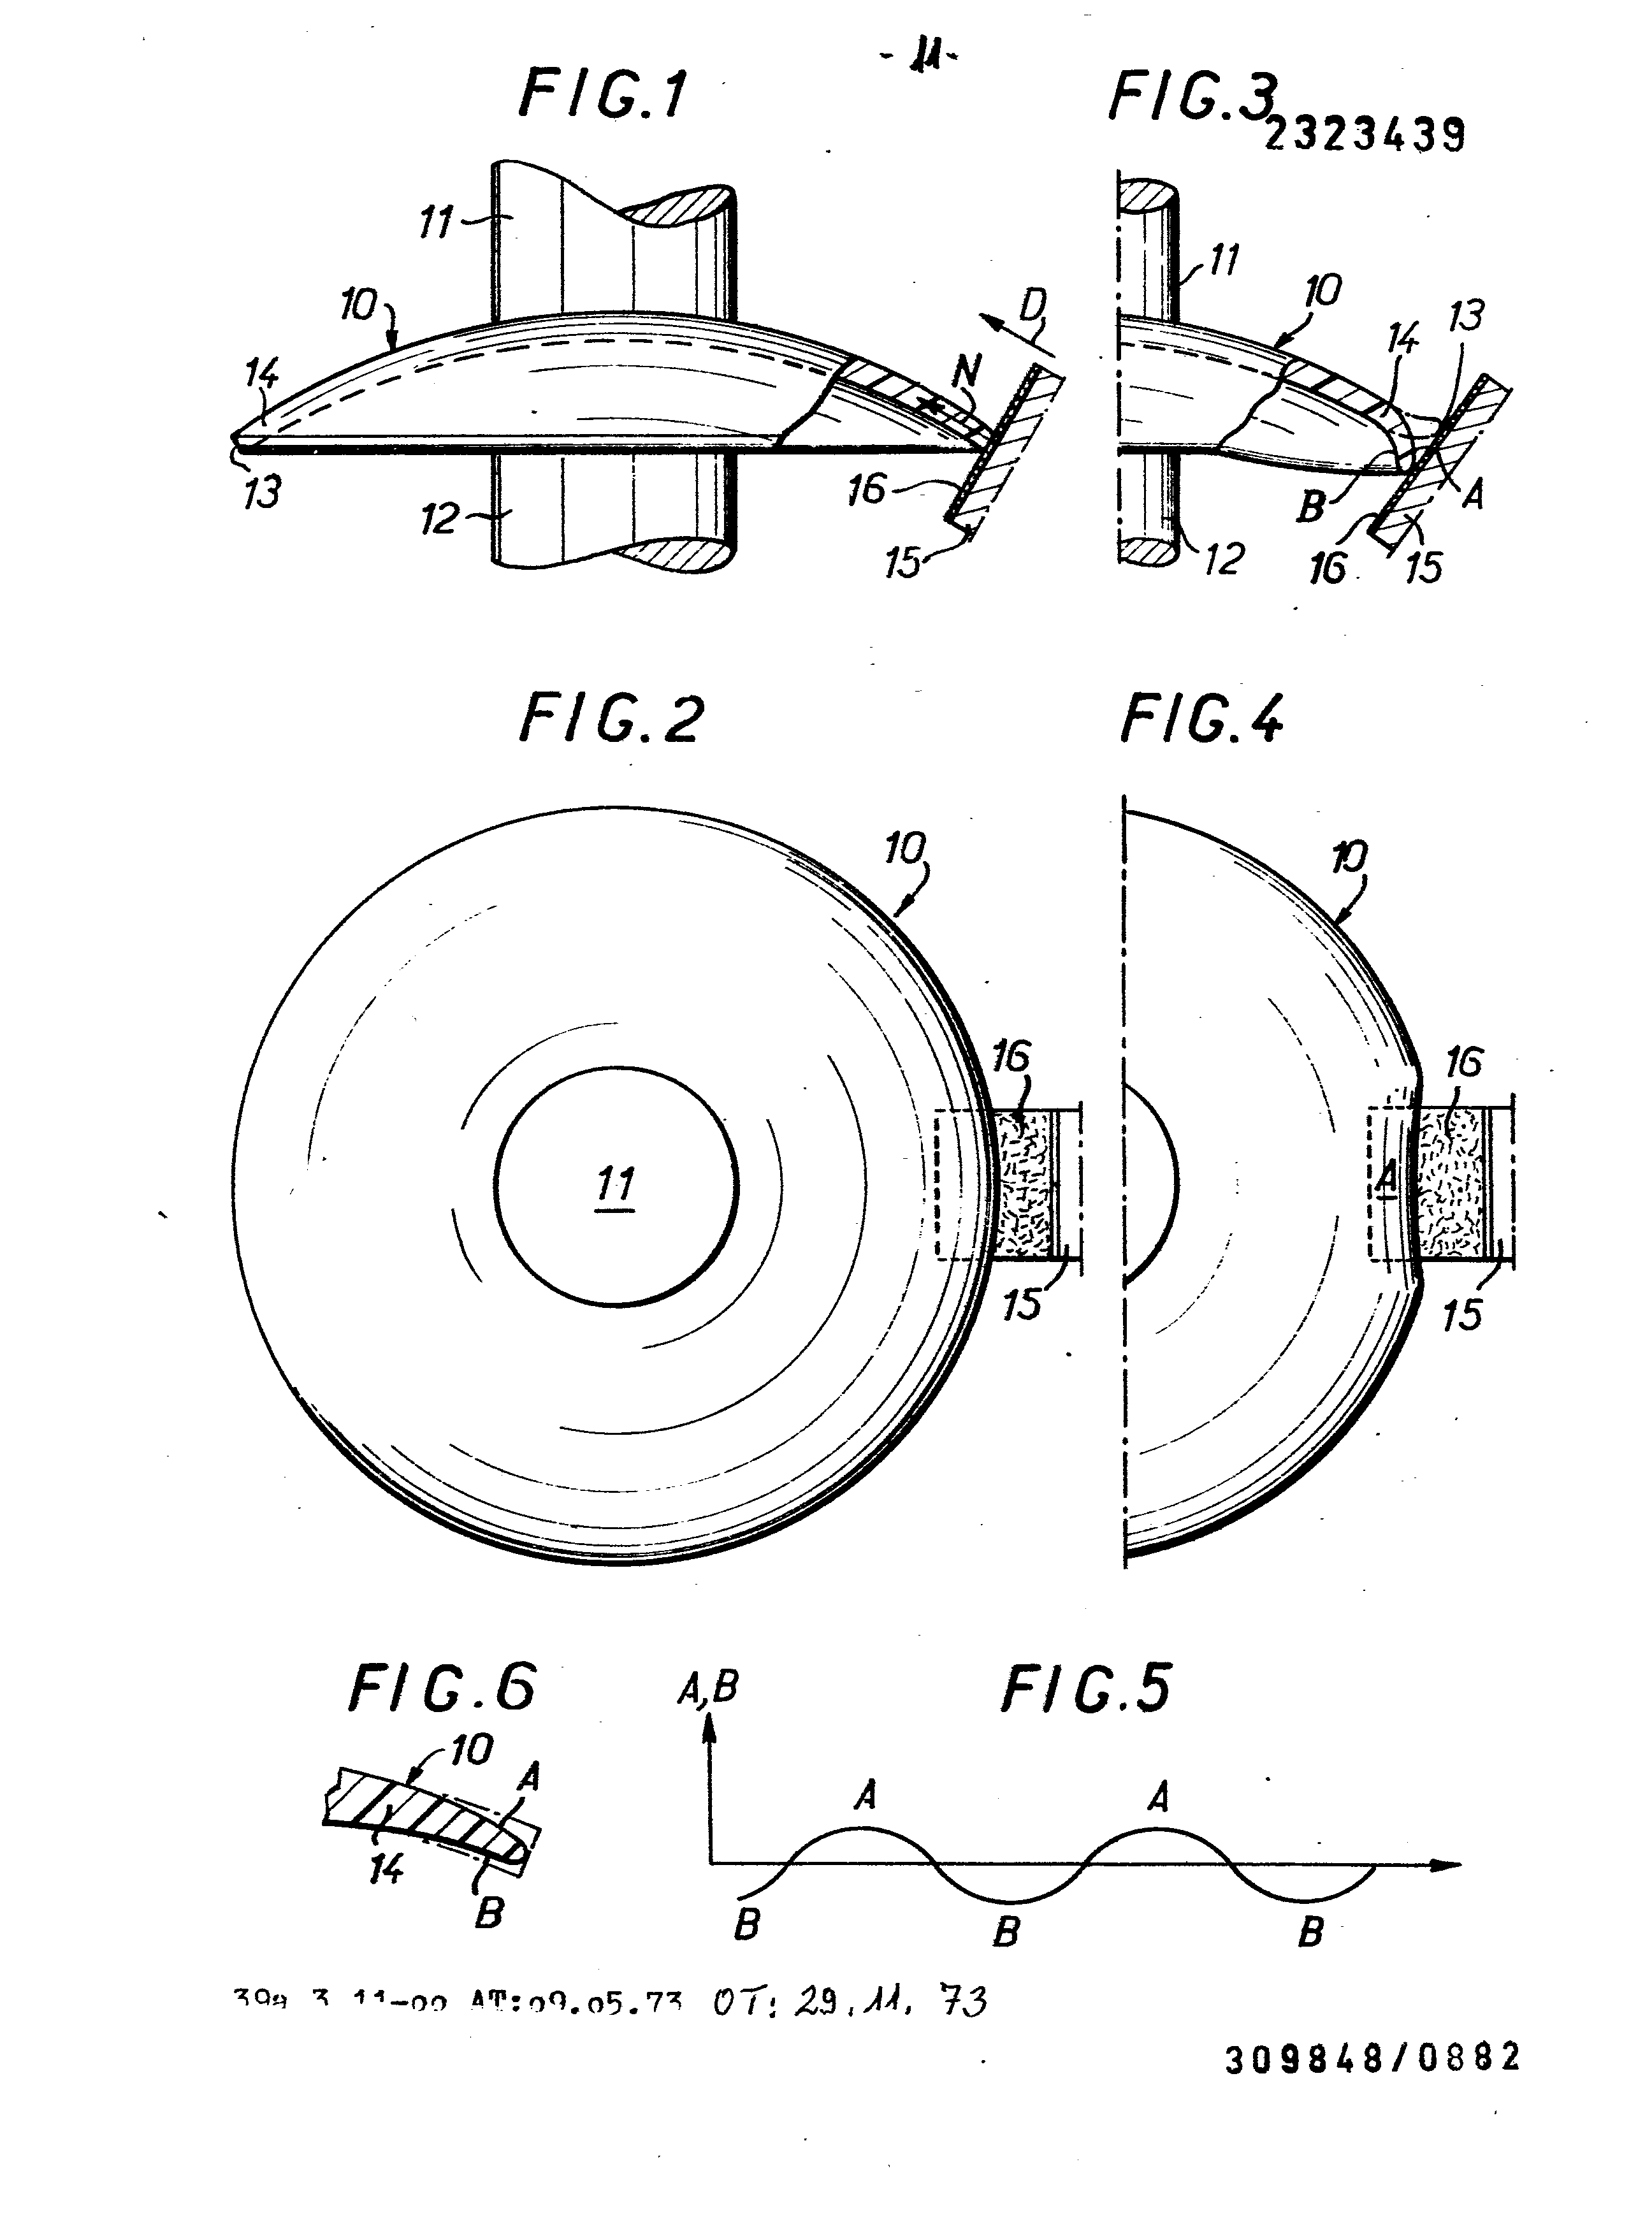 - 11 -
FIG.1
FIG.3
2323439
11
10
14
13
12
D
N
16
15
11
10
14
13
B
A
12
16
15
FIG.2
FIG.4
10
11
16
15
10
A
16
15
FIG.6
10
A
14
B
FIG.5
A,B
A
A
B
B
B
39a 3 11-00 AT:09.05.73 OT: 29.11.73
309848/0882